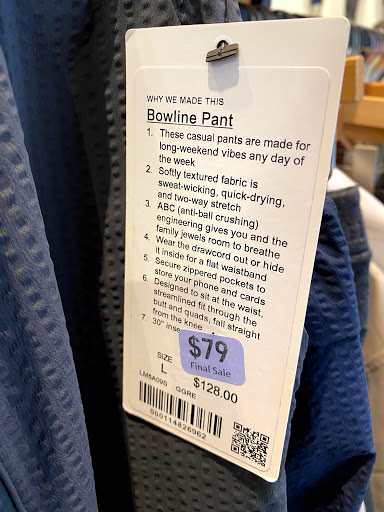 WHY WE MADE THIS
Bowline Pant
1. These casual pants are made for
long-weekend vibes any day of
the week
2. Softly textured fabric is
sweat-wicking, quick-drying,
and two-way stretch
3. ABC (anti-ball crushing)
engineering gives you and the
family jewels room to breathe
4. Wear the drawcord out or hide
it inside for a flat waistband
5. Secure zippered pockets to
store your phone and cards
6. Designed to sit at the waist,
streamlined fit through the
butt and quads, fall straight
from the knee
7. 30" inse
$79
Final Sale
SIZE
L
$128.00
LM5A09S GGRE
000114826962